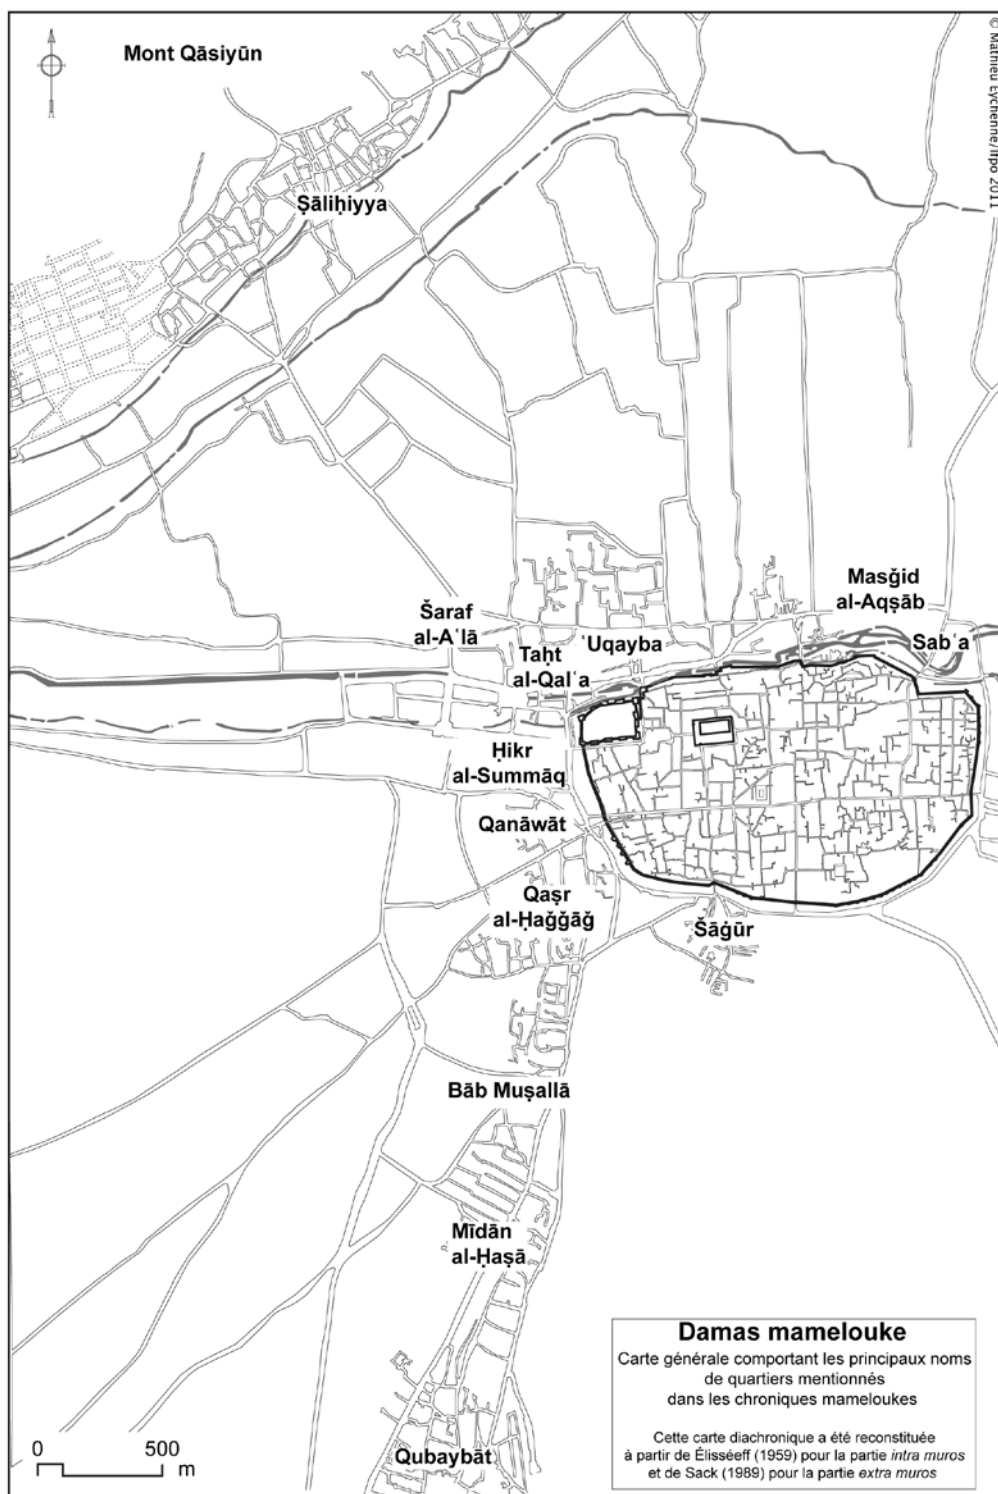 Mont Qāsiyūn
© Mathieu Eychenne/Ifpo 2011
Ṣāliḥiyya
Masǧid
al-Aqṣāb
Šaraf
al-Aʿlā
ʿUqayba
Sabʿa
Taḥt
al-Qalʿa
Ḥikr
al-Summāq
Qanāwāt
Qaṣr
al-Ḥaǧǧāǧ
Šāġūr
Bāb Muṣallā
Mīdān
al-Ḥaṣā
Qubaybāt
0 500
m
Damas mamelouke
Carte générale comportant les principaux noms
de quartiers mentionnés
dans les chroniques mameloukes
Cette carte diachronique a été reconstituée
à partir de Élisséeff (1959) pour la partie intra muros
et de Sack (1989) pour la partie extra muros